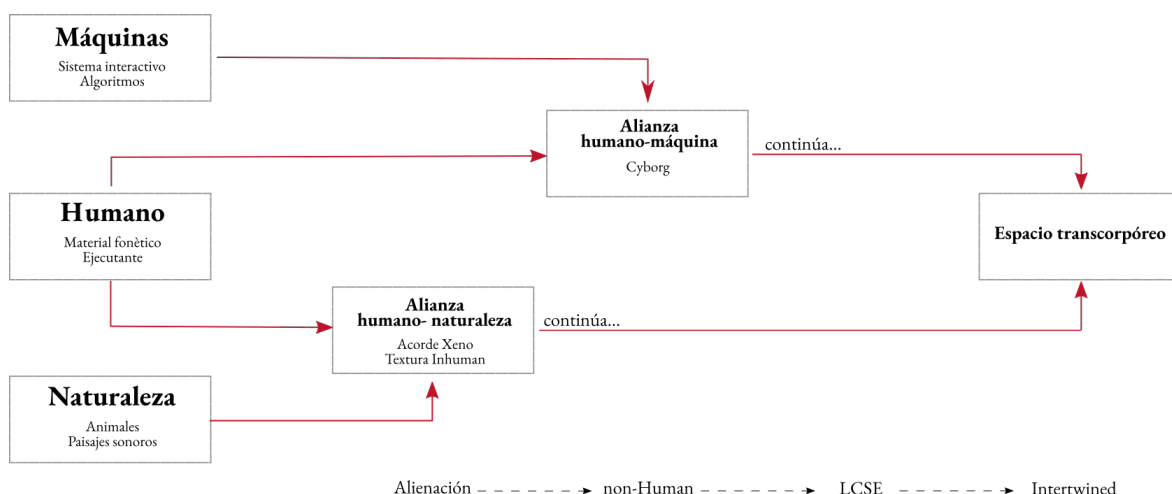 Máquinas
Sistema interactivo
Algoritmos
Alianza
humano-máquina
Cyborg
continúa...
Humano
Material fonètico
Ejecutante
Espacio transcorpóreo
Alianza
humano- naturaleza
Acorde Xeno
Textura Inhuman
continúa...
Naturaleza
Animales
Paisajes sonoros
Alienación non-Human LCSE Intertwined